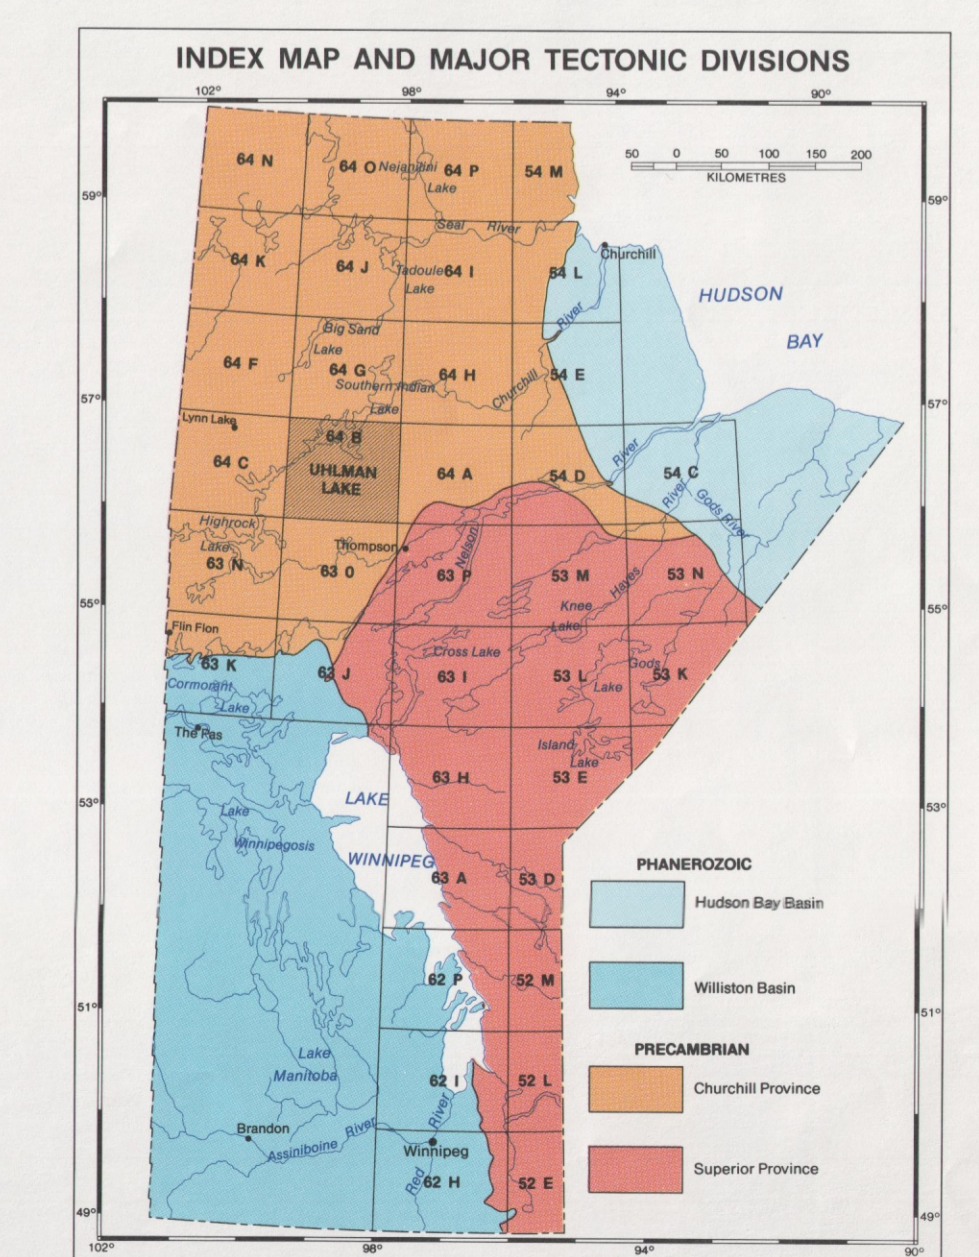 INDEX MAP AND MAJOR TECTONIC DIVISIONS
102° 98° 94° 90°
50 0 50 100 150 200
KILOMETRES
64 N
64 O
Nejanilini
Lake
64 P
54 M
59°
59°
Seal River
64 K
64 J
Tadoule
Lake
64 I
54 L
Churchill
HUDSON
BAY
River
Big Sand
Lake
64 F
64 G
Southern Indian
Lake
64 H
Churchill
54 E
57°
57°
Lynn Lake
64 B
UHLMAN
LAKE
64 C
64 A
54 D
River
54 C
River
Gods River
Highrock
Lake
Thompson
Nelson
63 N
63 O
63 P
53 M
Hayes
53 N
55°
55°
Knee
Lake
Flin Flon
63 K
63 J
Cross Lake
63 I
53 L
Lake
Gods
53 K
Cormorant
Lake
The Pas
Island
Lake
63 H
53 E
53°
53°
LAKE
WINNIPEG
Lake
Winnipegosis
63 A
53 D
PHANEROZOIC
Hudson Bay Basin
62 P
52 M
Williston Basin
51°
51°
PRECAMBRIAN
Lake
Manitoba
62 I
52 L
Churchill Province
Brandon
Assiniboine River
River
Winnipeg
Red
62 H
52 E
Superior Province
49°
49°
102° 98° 94° 90°